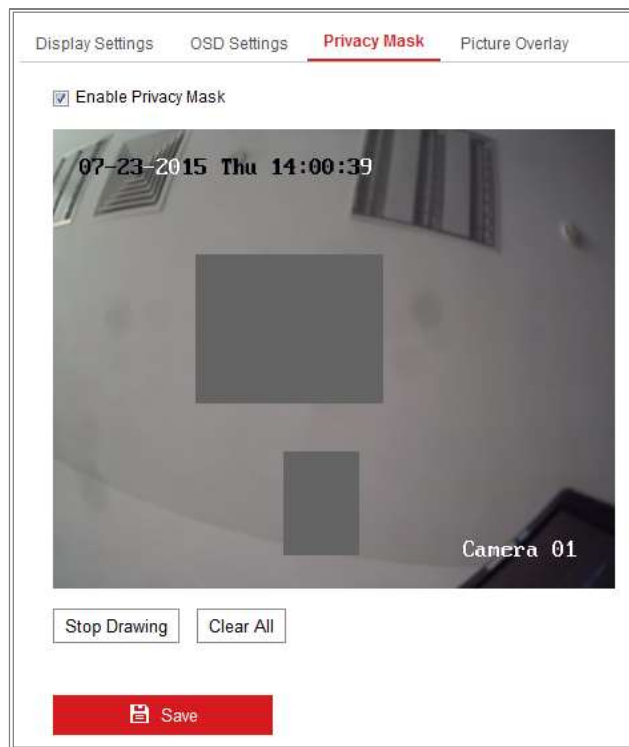 Display Settings OSD Settings Privacy Mask Picture Overlay
Enable Privacy Mask
07-23-2015 Thu 14:00:39
Camera 01
Stop Drawing Clear All
Save